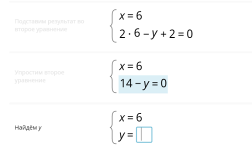 Подставим результат во
второе уравнение:
x = 6
2 · 6 − y + 2 = 0
Упростим второе
уравнение:
x = 6
14 − y = 0
Найдём y
x = 6
y =